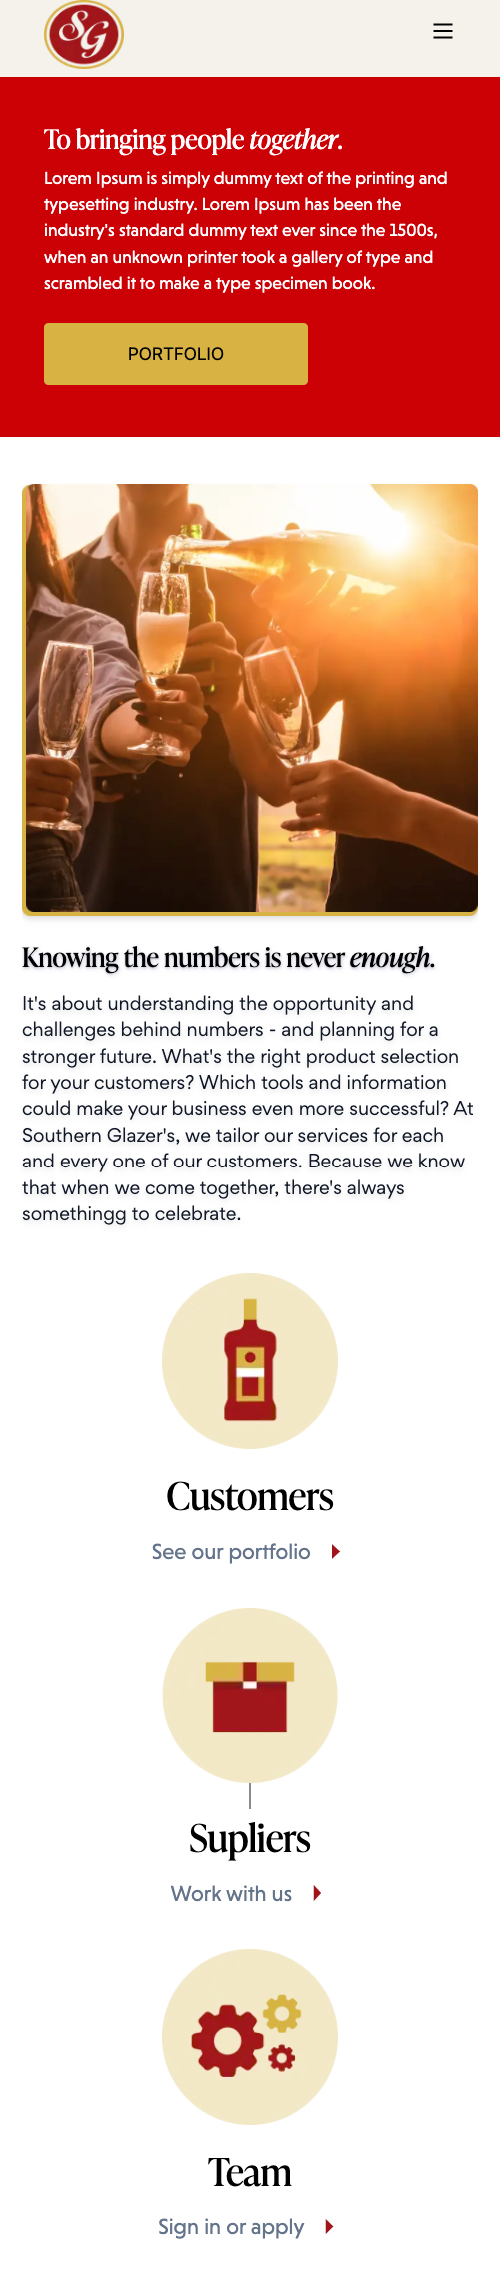 SG
To bringing people together.
Lorem Ipsum is simply dummy text of the printing and
typesetting industry. Lorem Ipsum has been the
industry's standard dummy text ever since the 1500s,
when an unknown printer took a gallery of type and
scrambled it to make a type specimen book.
PORTFOLIO
Knowing the numbers is never enough.
It's about understanding the opportunity and
challenges behind numbers - and planning for a
stronger future. What's the right product selection
for your customers? Which tools and information
could make your business even more successful? At
Southern Glazer's, we tailor our services for each
and every one of our customers. Because we know
that when we come together, there's always
somethingg to celebrate.
Customers
See our portfolio
Supliers
Work with us
Team
Sign in or apply